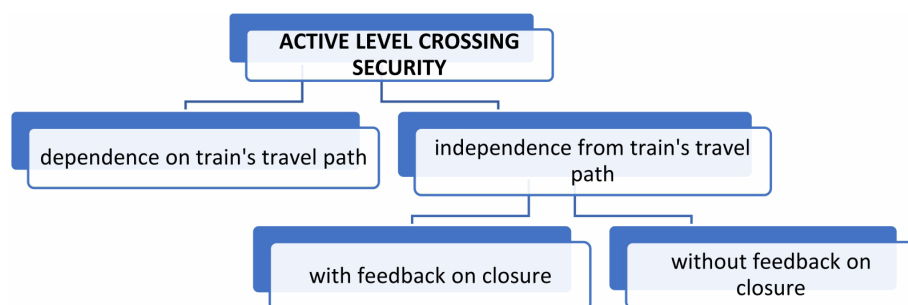 ACTIVE LEVEL CROSSING
SECURITY
dependence on train's travel path
independence from train's travel
path
with feedback on closure
without feedback on
closure